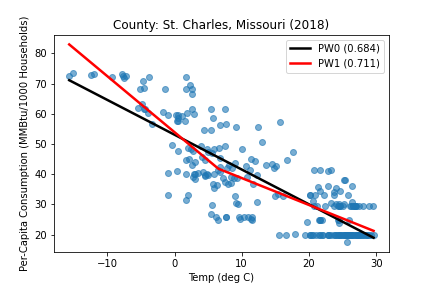 County: St. Charles, Missouri (2018)
Per-Capita Consumption (MMBtu/1000 Households)
80
70
60
50
40
30
20
PW0 (0.684)
PW1 (0.711)
−10
0
10
20
30
Temp (deg C)